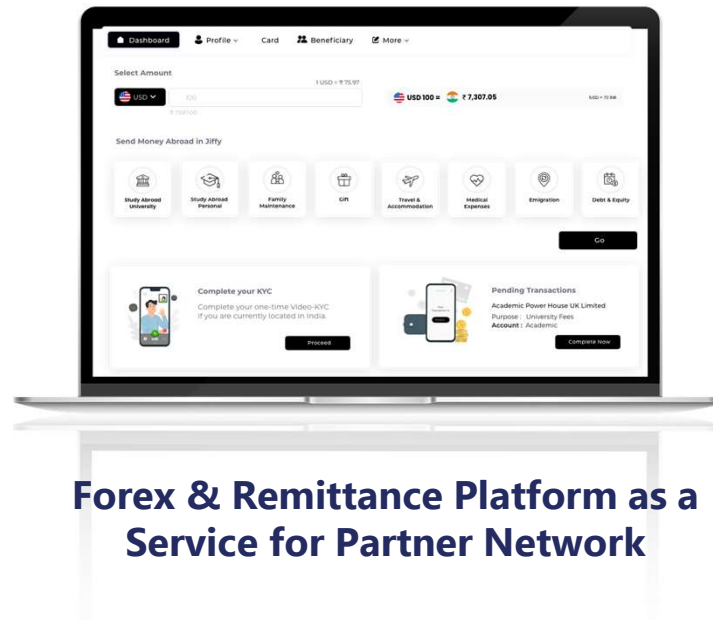 Dashboard Profile Card Beneficiary More
Select Amount
1 USD = ₹ 75.97
USD 100
USD 100 = ₹ 7,307.05
Send Money Abroad in Jiffy
Study Abroad University
Study Abroad Personal
Family Maintenance
Gift
Travel & Accommodation
Medical Expenses
Emigration
Debt & Equity
Go
Complete your KYC
Complete your one-time Video-KYC
if you are currently located in India.
Proceed
Pending Transactions
Academic Power House UK Limited
Purpose : University Fees
Account : Academic
Complete Now
Forex & Remittance Platform as a
Service for Partner Network